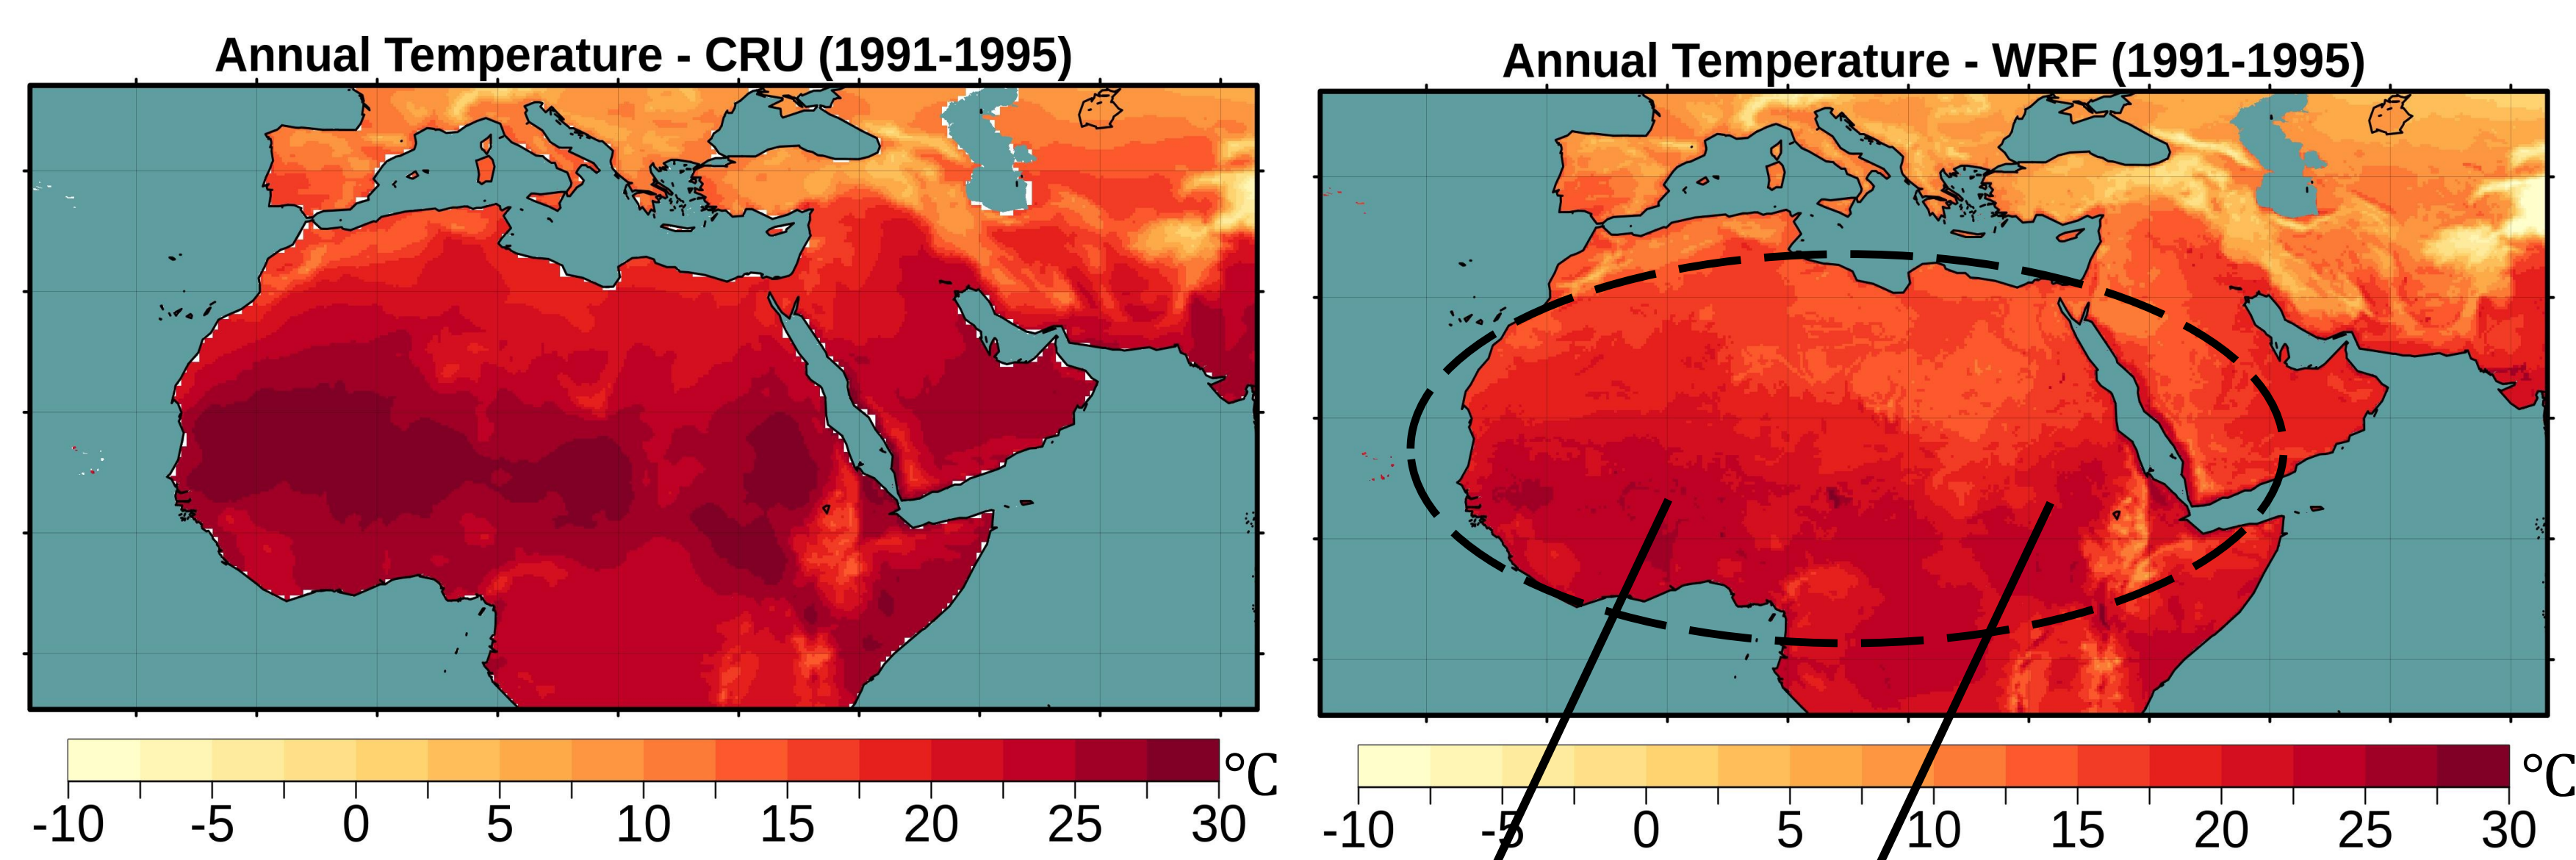 Annual Temperature - CRU (1991-1995)
Annual Temperature - WRF (1991-1995)
°C
-10 -5 0 5 10 15 20 25 30
°C
-10 -5 0 5 10 15 20 25 30